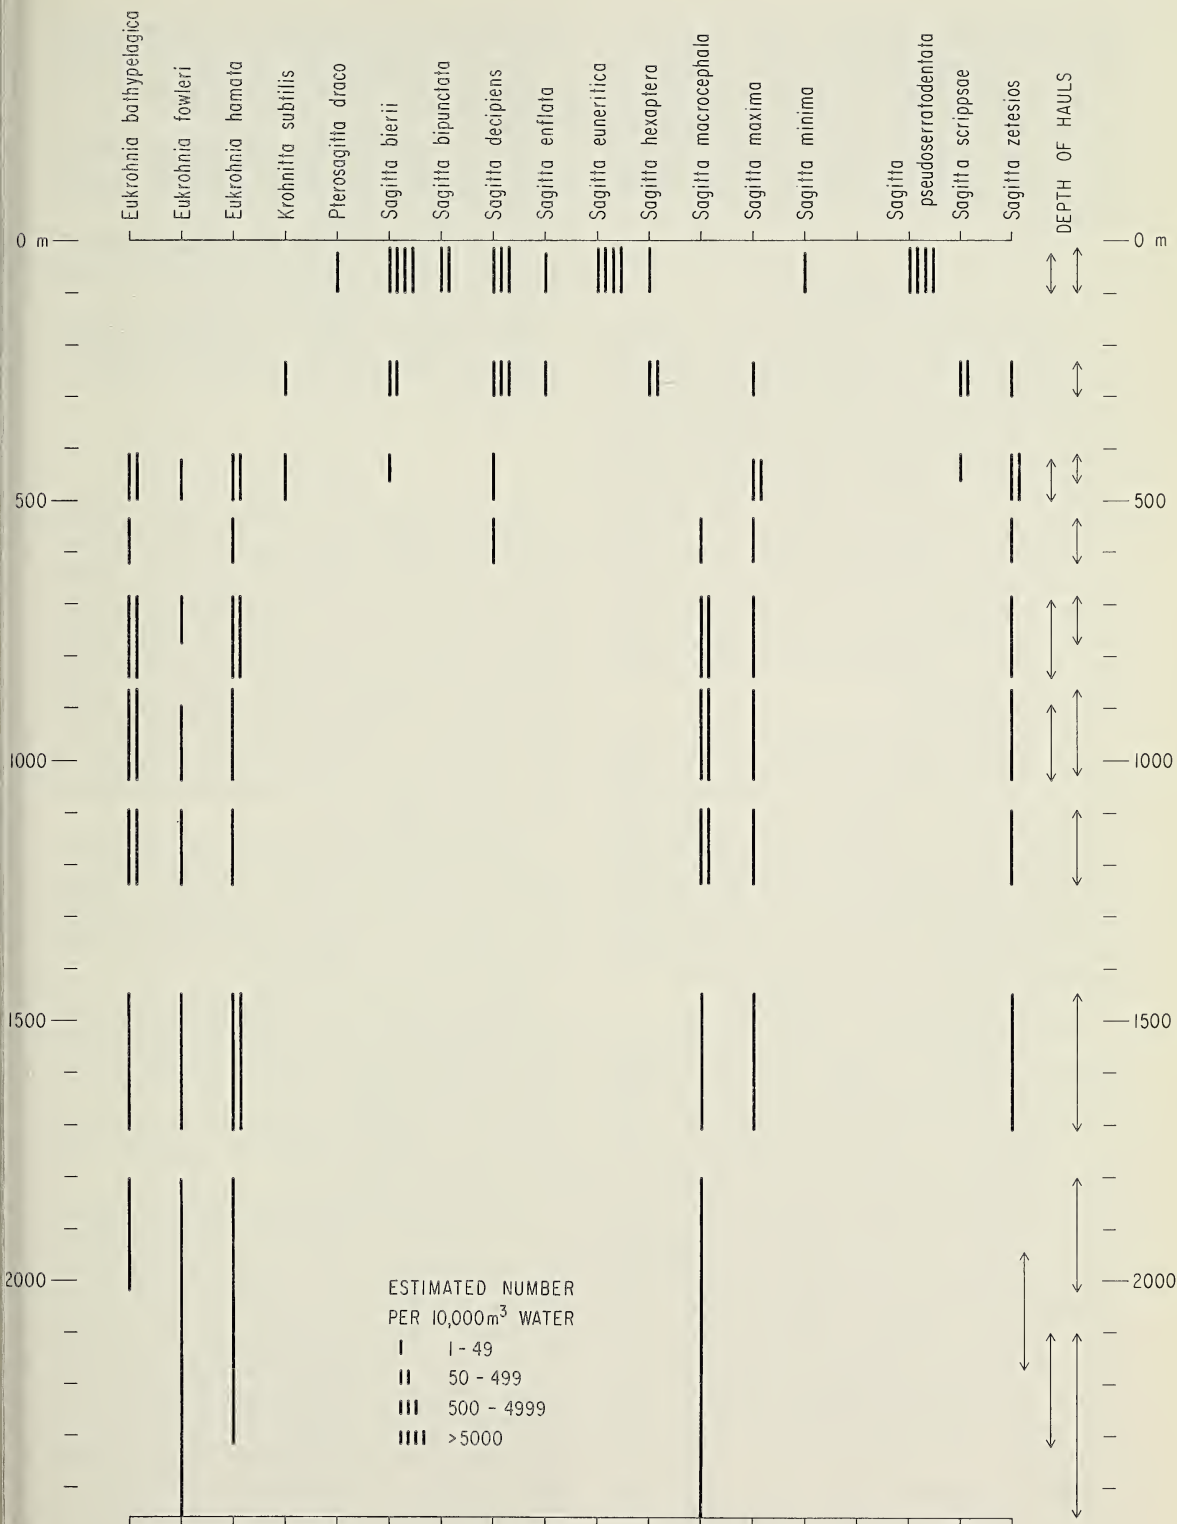 Eukrohnia bathypelagica
Eukrohnia fowleri
Eukrohnia hamata
Krohnitta subtilis
Pterosagitta draco
Sagitta bierii
Sagitta bipunctata
Sagitta decipiens
Sagitta enflata
Sagitta euneritica
Sagitta hexaptera
Sagitta macrocephala
Sagitta maxima
Sagitta minima
Sagitta
pseudoserratodentata
Sagitta scrippsae
Sagitta zetesios
DEPTH OF HAULS
0 m
0 m
500
500
1000
1000
1500
1500
2000
2000
ESTIMATED NUMBER
PER 10,000m³ WATER
I 1-49
II 50-499
III 500-4999
IIII >5000